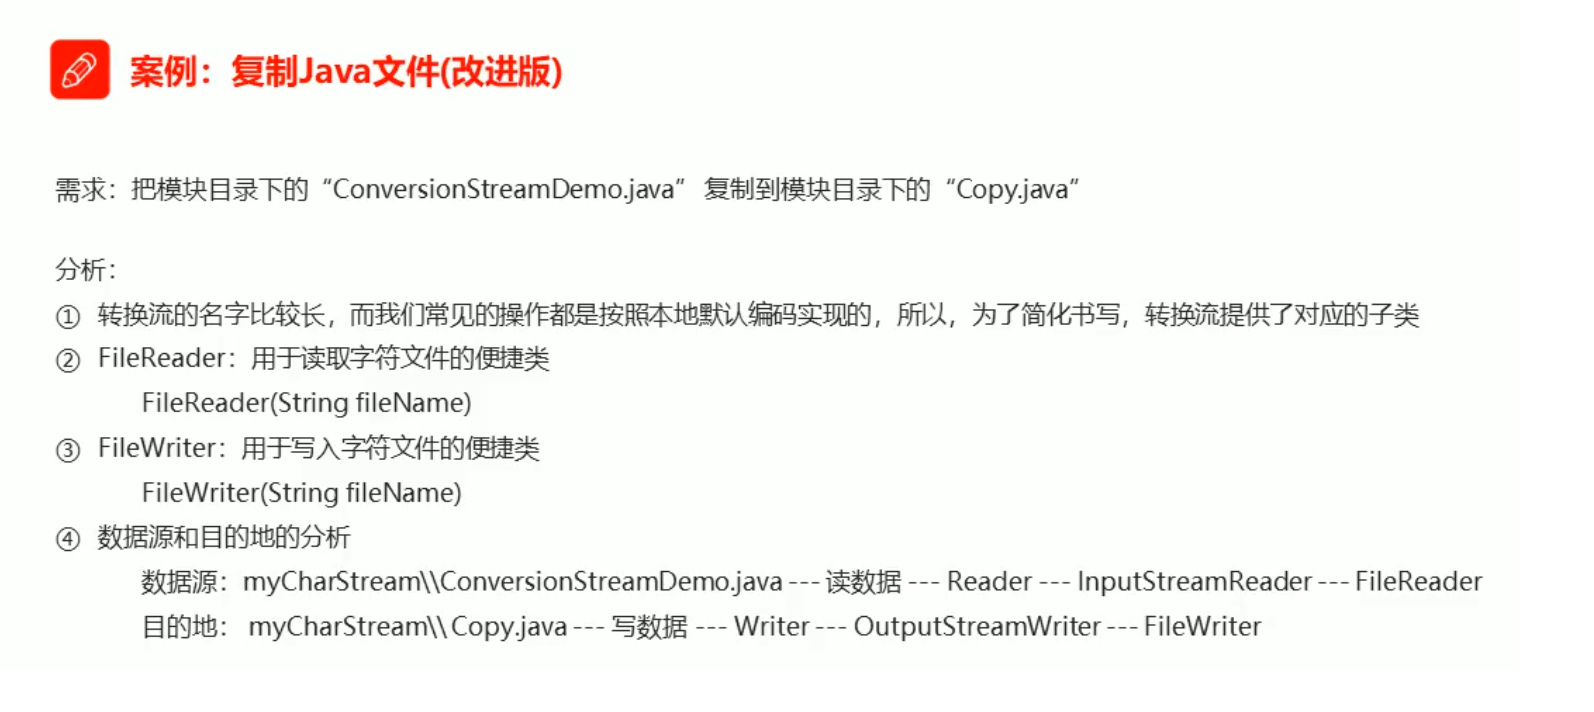 案例：复制Java文件(改进版)
需求：把模块目录下的“ConversionStreamDemo.java” 复制到模块目录下的“Copy.java”
分析：
① 转换流的名字比较长，而我们常见的操作都是按照本地默认编码实现的，所以，为了简化书写，转换流提供了对应的子类
② FileReader：用于读取字符文件的便捷类
FileReader(String fileName)
③ FileWriter：用于写入字符文件的便捷类
FileWriter(String fileName)
④ 数据源和目的地的分析
数据源：myCharStream\\ConversionStreamDemo.java --- 读数据 --- Reader --- InputStreamReader --- FileReader
目的地： myCharStream\\ Copy.java --- 写数据 --- Writer --- OutputStreamWriter --- FileWriter